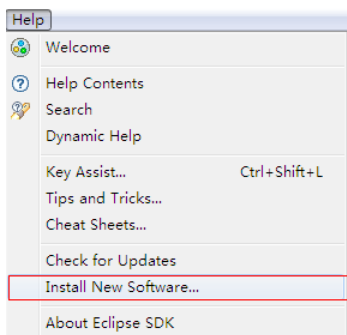 Help
Welcome
Help Contents
Search
Dynamic Help
Key Assist... Ctrl+Shift+L
Tips and Tricks...
Cheat Sheets...
Check for Updates
Install New Software...
About Eclipse SDK